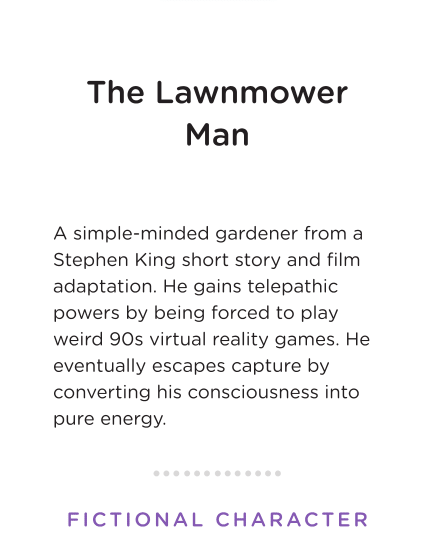 The Lawnmower
Man
A simple-minded gardener from a
Stephen King short story and film
adaptation. He gains telepathic
powers by being forced to play
weird 90s virtual reality games. He
eventually escapes capture by
converting his consciousness into
pure energy.
FICTIONAL CHARACTER